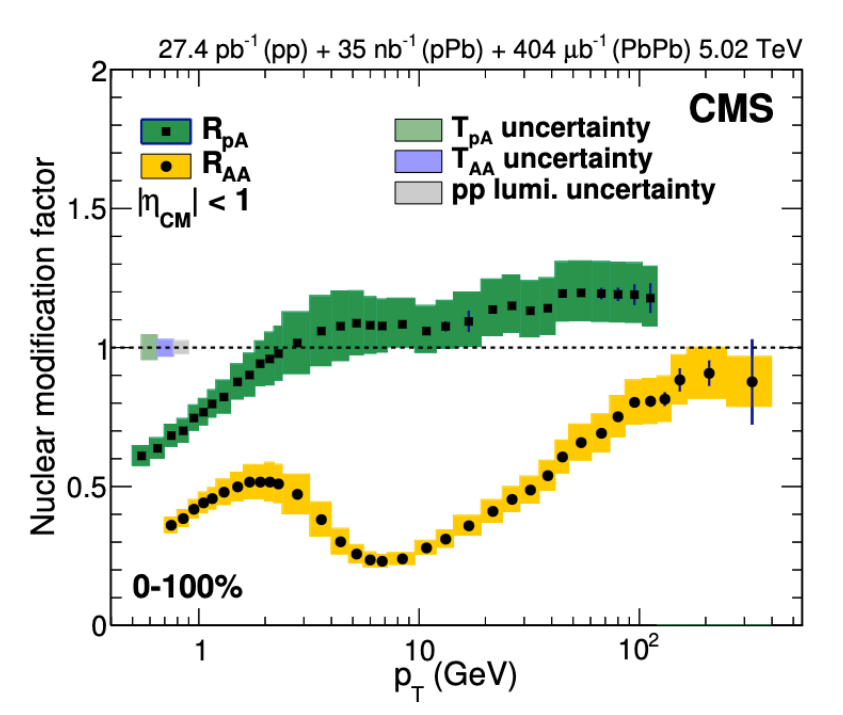 27.4 pb⁻¹ (pp) + 35 nb⁻¹ (pPb) + 404 μb⁻¹ (PbPb) 5.02 TeV
CMS
R_pA
R_AA
|η_CM| < 1
T_pA uncertainty
T_AA uncertainty
pp lumi. uncertainty
Nuclear modification factor
2
1.5
1
0.5
0
0-100%
1
10
10²
p_T (GeV)